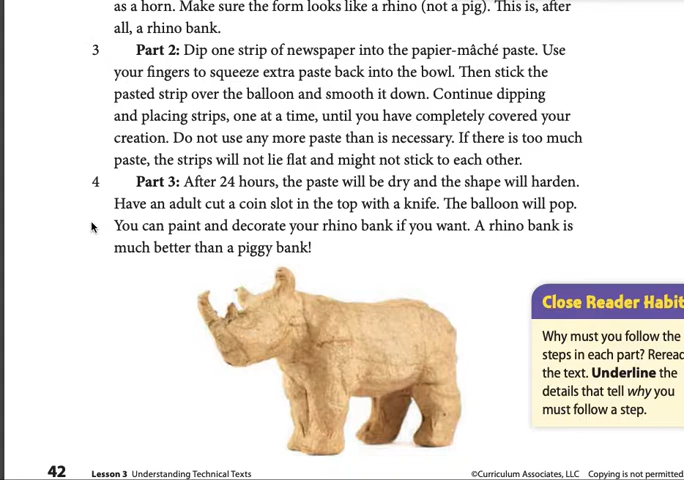 as a horn. Make sure the form looks like a rhino (not a pig). This is, after
all, a rhino bank.
3 Part 2: Dip one strip of newspaper into the papier-mâché paste. Use
your fingers to squeeze extra paste back into the bowl. Then stick the
pasted strip over the balloon and smooth it down. Continue dipping
and placing strips, one at a time, until you have completely covered your
creation. Do not use any more paste than is necessary. If there is too much
paste, the strips will not lie flat and might not stick to each other.
4 Part 3: After 24 hours, the paste will be dry and the shape will harden.
Have an adult cut a coin slot in the top with a knife. The balloon will pop.
You can paint and decorate your rhino bank if you want. A rhino bank is
much better than a piggy bank!
Close Reader Habit
Why must you follow the
steps in each part? Reread
the text. Underline the
details that tell why you
must follow a step.
42 Lesson 3 Understanding Technical Texts
©Curriculum Associates, LLC Copying is not permitted